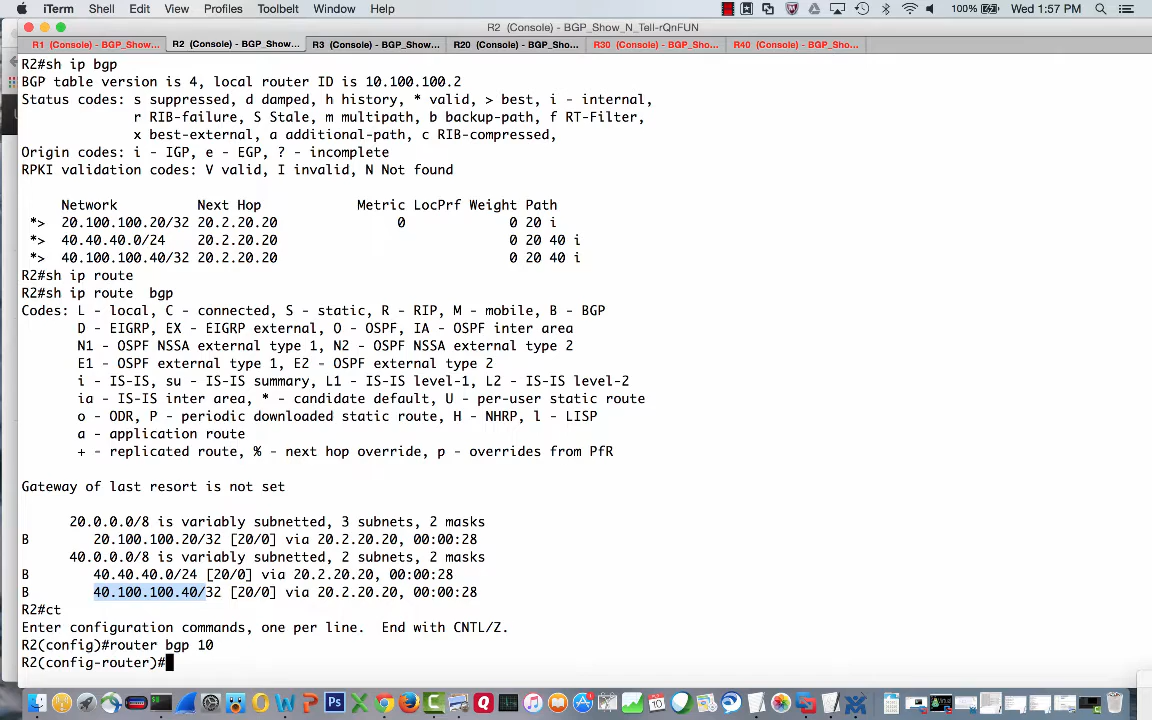 iTerm Shell Edit View Profiles Toolbelt Window Help 100% Wed 1:57 PM
R2 (Console) - BGP_Show_N_Tell-rQnFUN
R1 (Console) - BGP_Show... R2 (Console) - BGP_Show... R3 (Console) - BGP_Show... R20 (Console) - BGP_Sho... R30 (Console) - BGP_Sho... R40 (Console) - BGP_Sho...
R2#sh ip bgp
BGP table version is 4, local router ID is 10.100.100.2
Status codes: s suppressed, d damped, h history, * valid, > best, i - internal,
r RIB-failure, S Stale, m multipath, b backup-path, f RT-Filter,
x best-external, a additional-path, c RIB-compressed,
Origin codes: i - IGP, e - EGP, ? - incomplete
RPKI validation codes: V valid, I invalid, N Not found
Network Next Hop Metric LocPrf Weight Path
*> 20.100.100.20/32 20.2.20.20 0 0 20 i
*> 40.40.40.0/24 20.2.20.20 0 20 40 i
*> 40.100.100.40/32 20.2.20.20 0 20 40 i
R2#sh ip route
R2#sh ip route  bgp
Codes: L - local, C - connected, S - static, R - RIP, M - mobile, B - BGP
D - EIGRP, EX - EIGRP external, O - OSPF, IA - OSPF inter area
N1 - OSPF NSSA external type 1, N2 - OSPF NSSA external type 2
E1 - OSPF external type 1, E2 - OSPF external type 2
i - IS-IS, su - IS-IS summary, L1 - IS-IS level-1, L2 - IS-IS level-2
ia - IS-IS inter area, * - candidate default, U - per-user static route
o - ODR, P - periodic downloaded static route, H - NHRP, l - LISP
a - application route
+ - replicated route, % - next hop override, p - overrides from PfR
Gateway of last resort is not set
20.0.0.0/8 is variably subnetted, 3 subnets, 2 masks
B 20.100.100.20/32 [20/0] via 20.2.20.20, 00:00:28
40.0.0.0/8 is variably subnetted, 2 subnets, 2 masks
B 40.40.40.0/24 [20/0] via 20.2.20.20, 00:00:28
B 40.100.100.40/32 [20/0] via 20.2.20.20, 00:00:28
R2#ct
Enter configuration commands, one per line.  End with CNTL/Z.
R2(config)#router bgp 10
R2(config-router)#